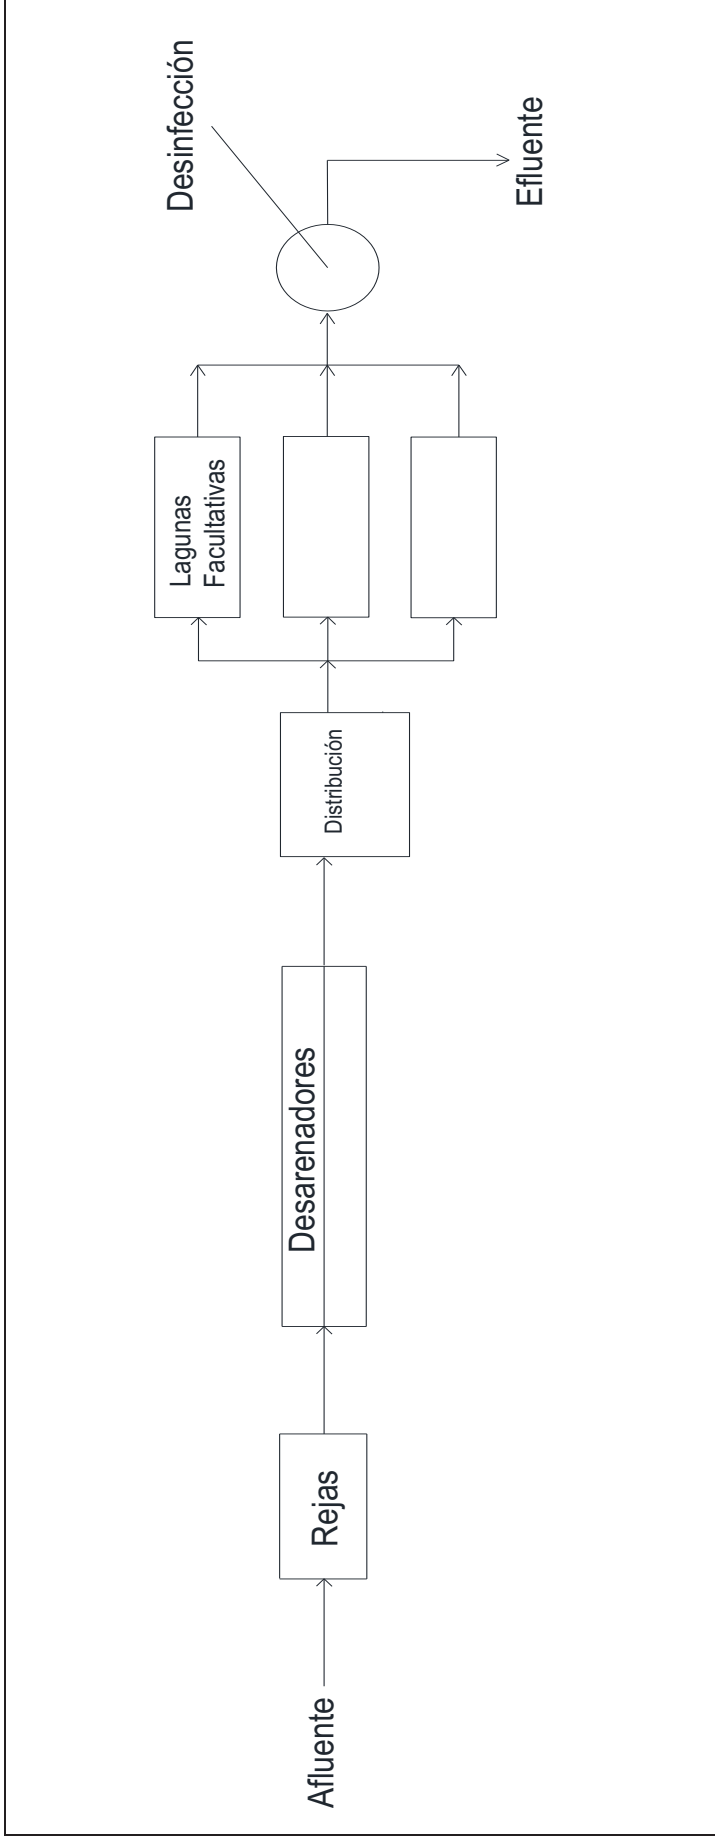 Afluente
Rejas
Desarenadores
Distribución
Lagunas
Facultativas
Desinfección
Efluente